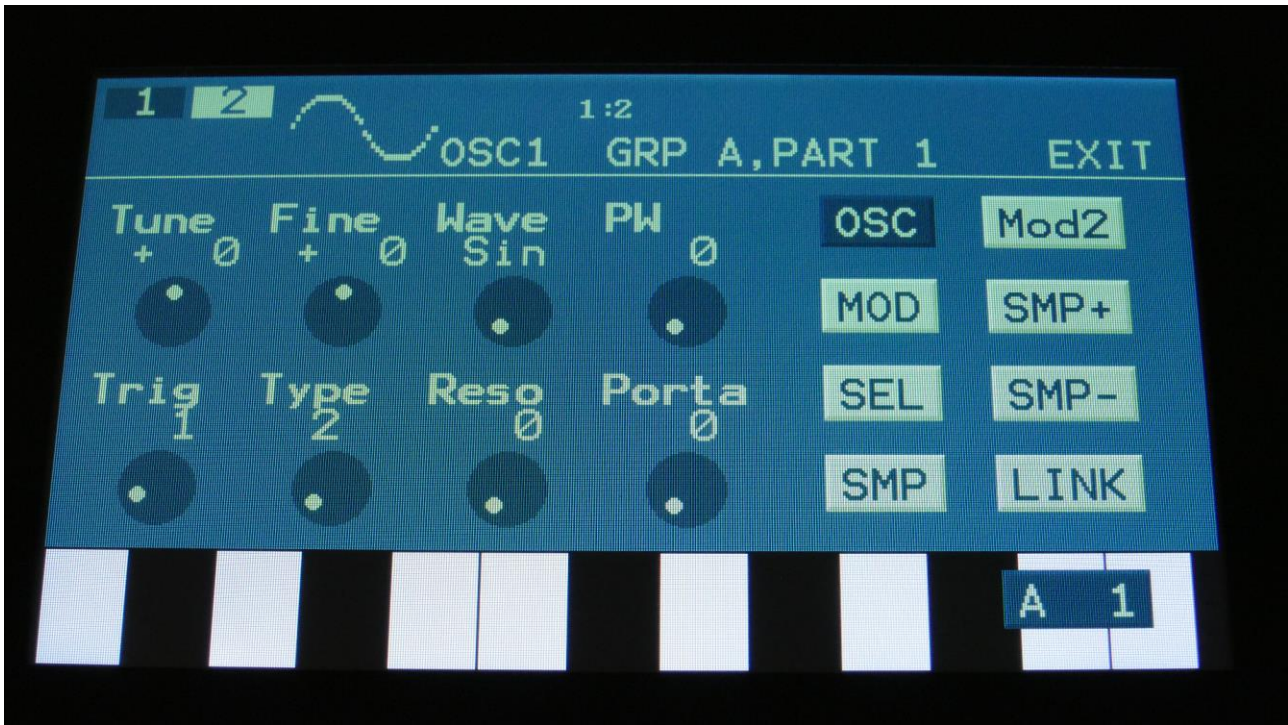 1 2 1:2
OSC1 GRP A,PART 1 EXIT
Tune Fine Wave PW OSC Mod2
+ 0 + 0 Sin 0
MOD SMP+
Trig Type Reso Porta SEL SMP-
1 2 0 0
SMP LINK
A 1